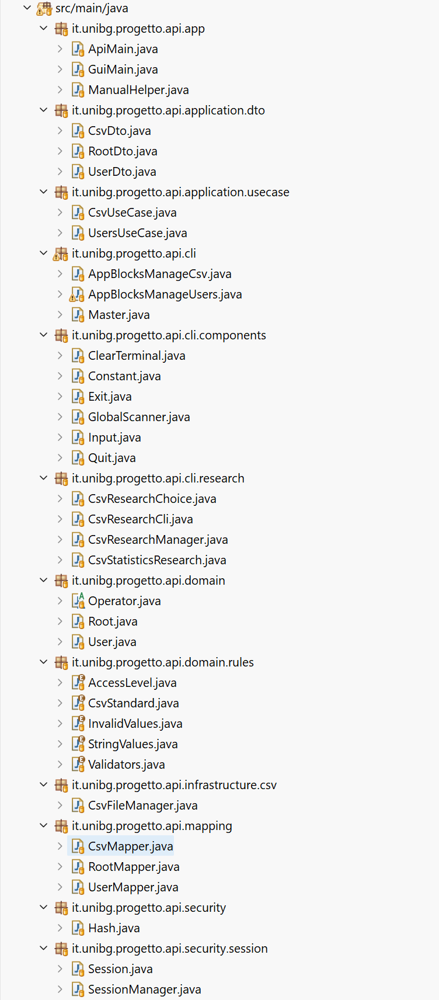 src/main/java
it.unibg.progetto.api.app
ApiMain.java
GuiMain.java
ManualHelper.java
it.unibg.progetto.api.application.dto
CsvDto.java
RootDto.java
UserDto.java
it.unibg.progetto.api.application.usecase
CsvUseCase.java
UsersUseCase.java
it.unibg.progetto.api.cli
AppBlocksManageCsv.java
AppBlocksManageUsers.java
Master.java
it.unibg.progetto.api.cli.components
ClearTerminal.java
Constant.java
Exit.java
GlobalScanner.java
Input.java
Quit.java
it.unibg.progetto.api.cli.research
CsvResearchChoice.java
CsvResearchCli.java
CsvResearchManager.java
CsvStatisticsResearch.java
it.unibg.progetto.api.domain
Operator.java
Root.java
User.java
it.unibg.progetto.api.domain.rules
AccessLevel.java
CsvStandard.java
InvalidValues.java
StringValues.java
Validators.java
it.unibg.progetto.api.infrastructure.csv
CsvFileManager.java
it.unibg.progetto.api.mapping
CsvMapper.java
RootMapper.java
UserMapper.java
it.unibg.progetto.api.security
Hash.java
it.unibg.progetto.api.security.session
Session.java
SessionManager.java